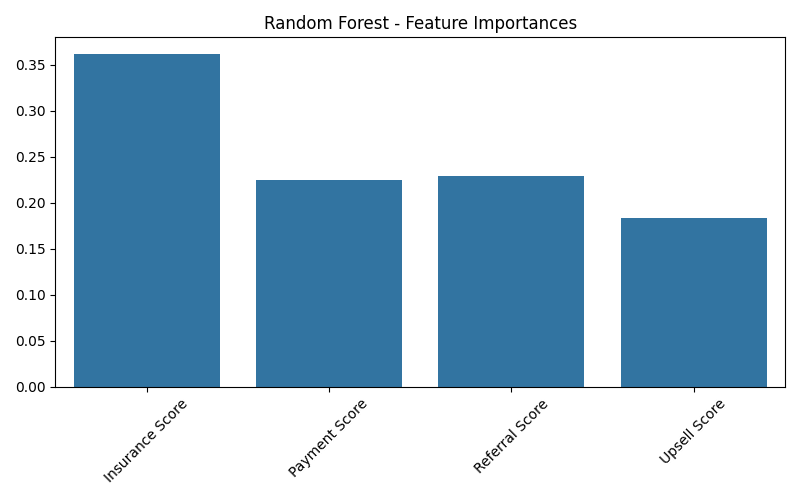 Random Forest - Feature Importances
0.35
0.30
0.25
0.20
0.15
0.10
0.05
0.00
Insurance Score
Payment Score
Referral Score
Upsell Score